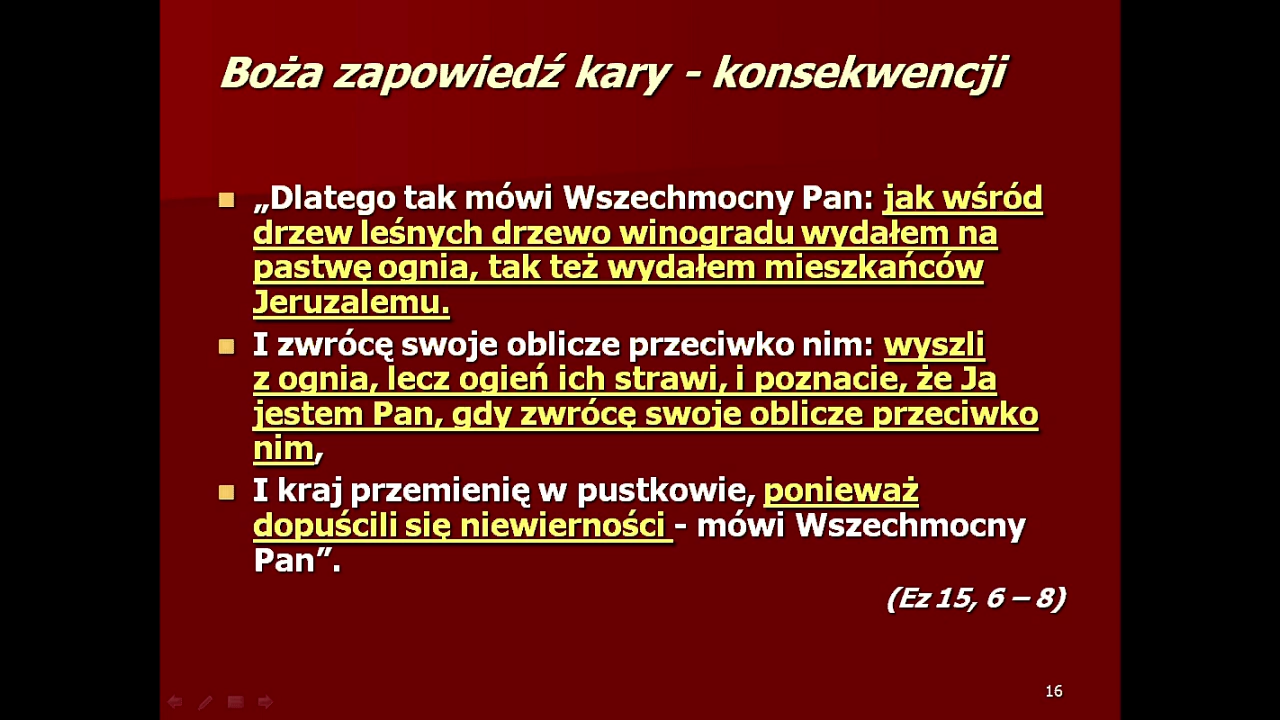 Boża zapowiedź kary - konsekwencji
„Dlatego tak mówi Wszechmocny Pan: jak wśród
drzew leśnych drzewo winogradu wydałem na
pastwę ognia, tak też wydałem mieszkańców
Jeruzalemu.
I zwrócę swoje oblicze przeciwko nim: wyszli
z ognia, lecz ogień ich strawi, i poznacie, że Ja
jestem Pan, gdy zwrócę swoje oblicze przeciwko
nim,
I kraj przemienię w pustkowie, ponieważ
dopuścili się niewierności - mówi Wszechmocny
Pan”.
(Ez 15, 6 – 8)
16